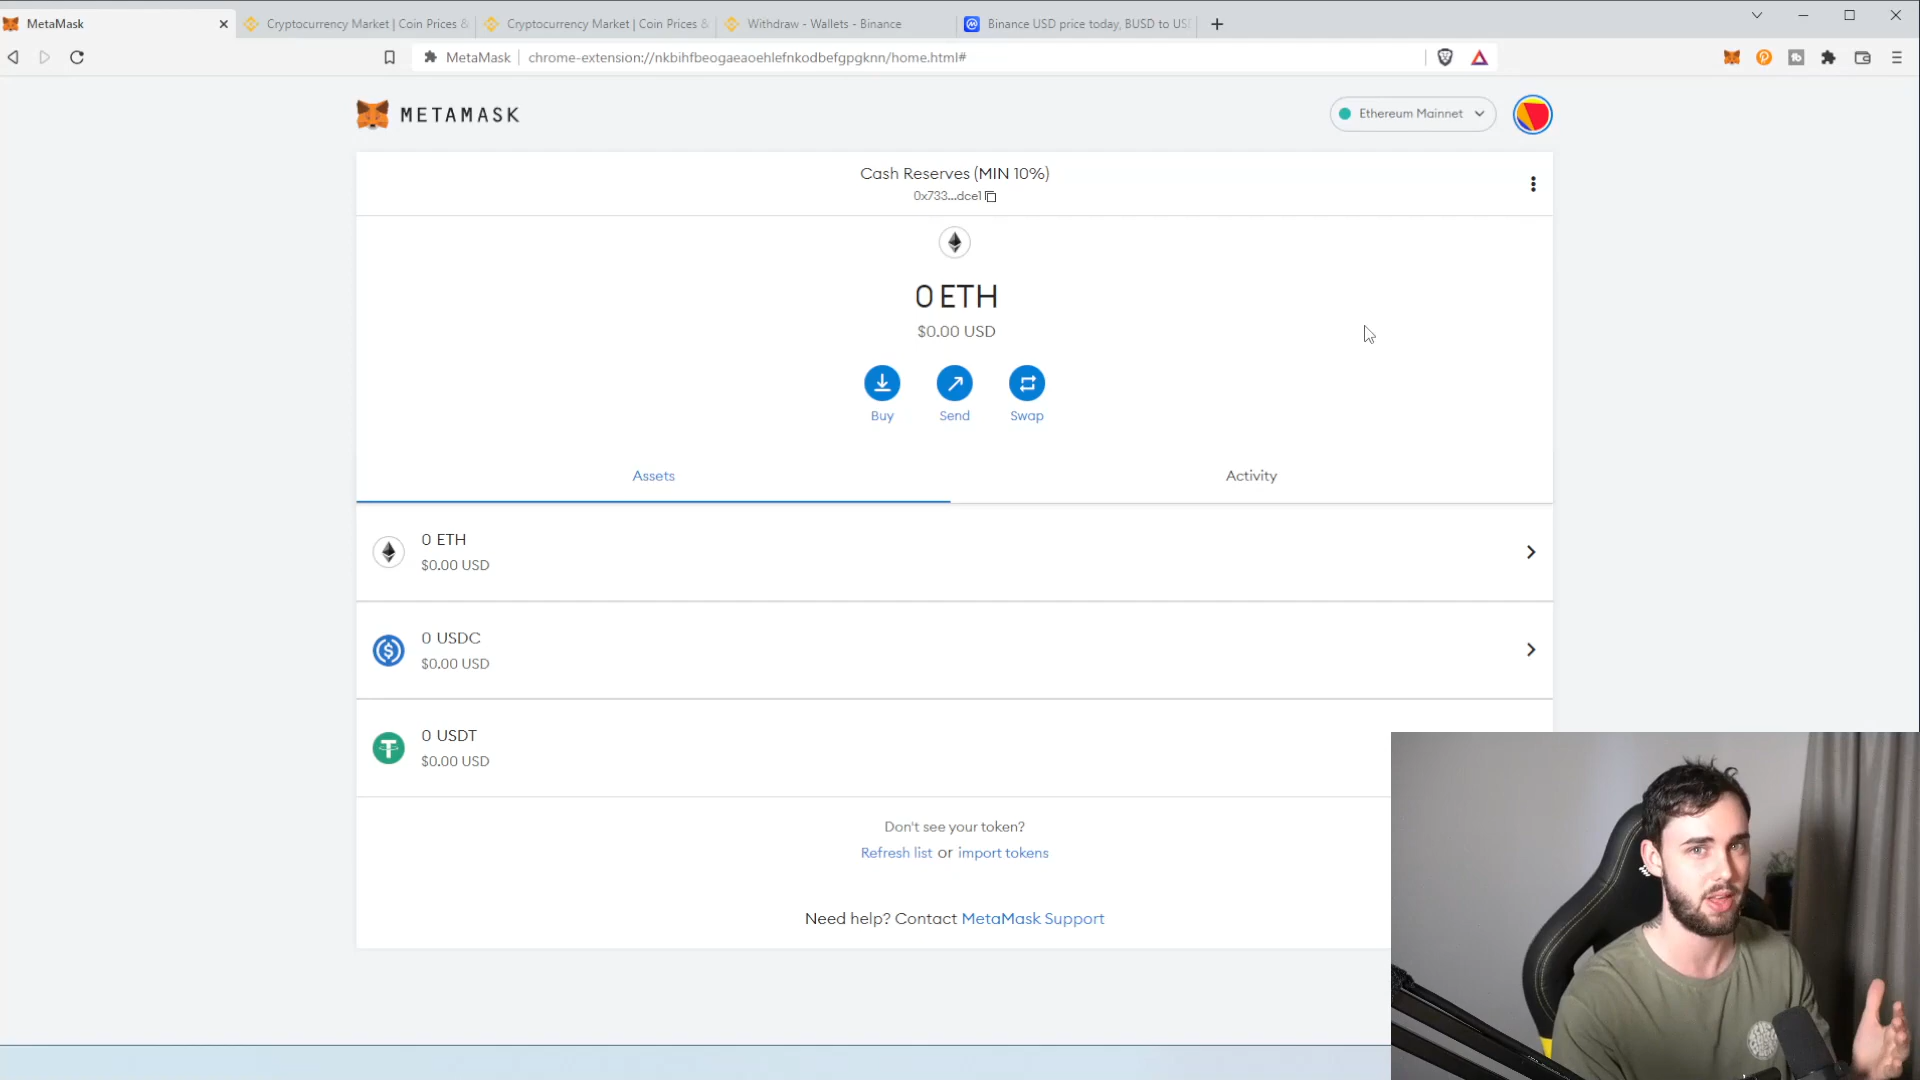 MetaMask
Cryptocurrency Market | Coin Prices &
Cryptocurrency Market | Coin Prices &
Withdraw - Wallets - Binance
Binance USD price today, BUSD to US
MetaMask
chrome-extension://nkbihfbeogaeaoehlefnkodbefgpgknn/home.html#
METAMASK
Ethereum Mainnet
Cash Reserves (MIN 10%)
0x733...dce1
0 ETH
$0.00 USD
Buy
Send
Swap
Assets
Activity
0 ETH
$0.00 USD
0 USDC
$0.00 USD
0 USDT
$0.00 USD
Don't see your token?
Refresh list or import tokens
Need help? Contact MetaMask Support